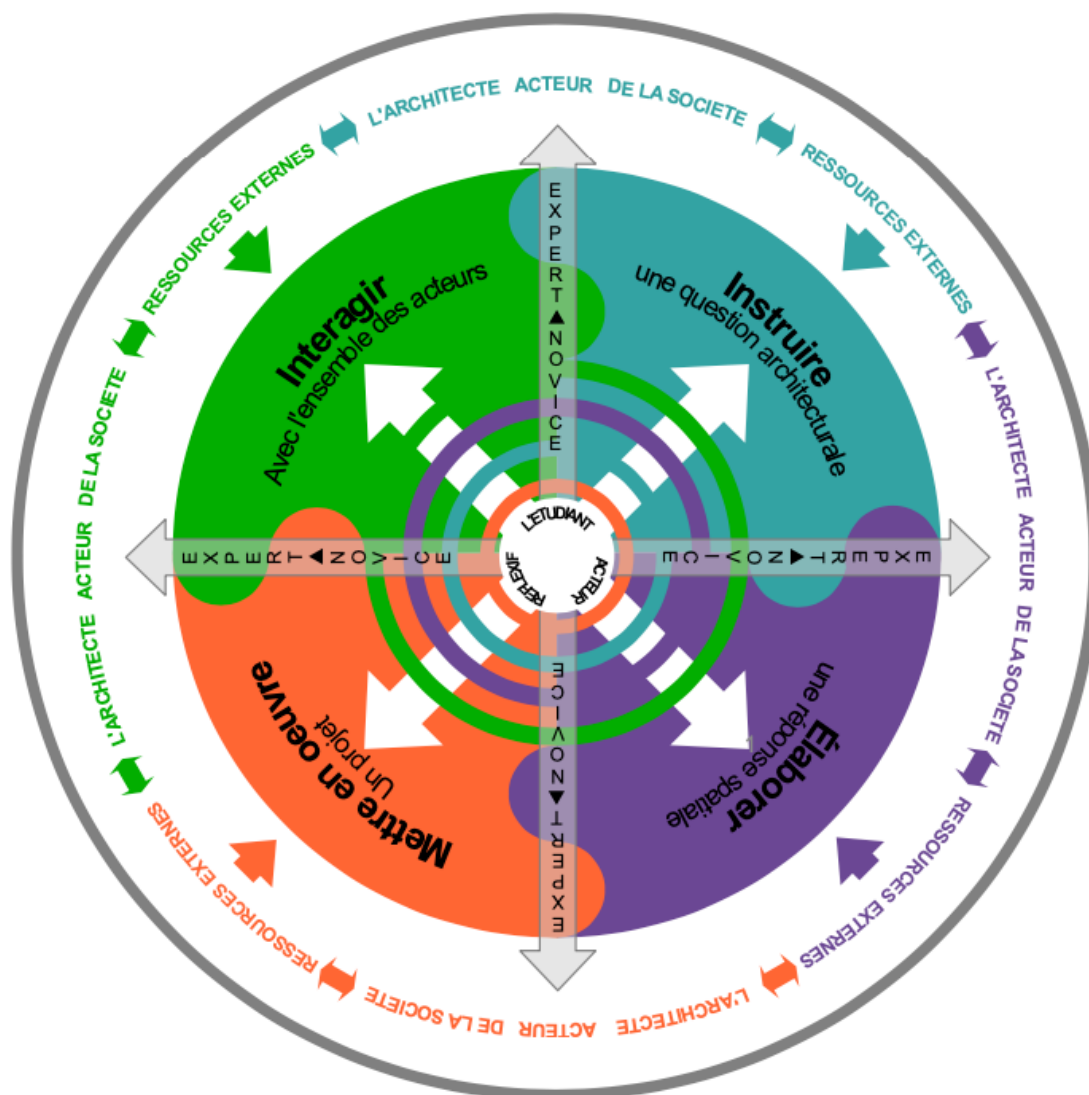 L'ARCHITECTE ACTEUR DE LA SOCIETE
RESSOURCES EXTERNES
L'ARCHITECTE ACTEUR DE LA SOCIETE
RESSOURCES EXTERNES
L'ARCHITECTE ACTEUR DE LA SOCIETE
RESSOURCES EXTERNES
L'ARCHITECTE ACTEUR DE LA SOCIETE
RESSOURCES EXTERNES
Interagir
Avec l'ensemble des acteurs
Instruire
une question architecturale
Élaborer
une réponse spatiale
Mettre en oeuvre
Un projet
EXPERT▲NOVICE
EXPERT▲NOVICE
EXPERT▲NOVICE
EXPERT▲NOVICE
L'ETUDIANT
ACTEUR
REFLEXIF